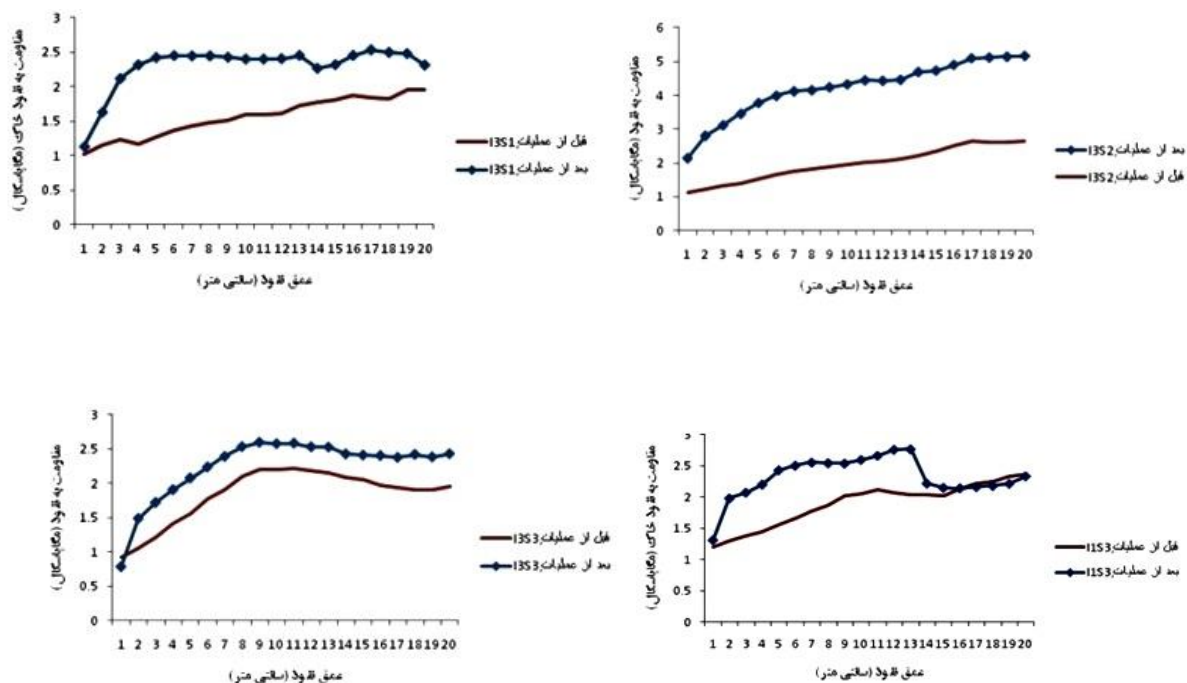 مقاومت به نفوذ خاک (مگاپاسکال)
3
2.5
2
1.5
1
0.5
0
1 2 3 4 5 6 7 8 9 10 11 12 13 14 15 16 17 18 19 20
عمق نفوذ (سانتی متر)
I3S1,قبل از عملیات
I3S1,بعد از عملیات
مقاومت به نفوذ (مگاپاسکال)
6
5
4
3
2
1
0
1 2 3 4 5 6 7 8 9 10 11 12 13 14 15 16 17 18 19 20
عمق نفوذ (سانتی متر)
I3S2,بعد از عملیات
I3S2,قبل از عملیات
مقاومت به نفوذ (مگاپاسکال)
3
2.5
2
1.5
1
0.5
0
1 2 3 4 5 6 7 8 9 10 11 12 13 14 15 16 17 18 19 20
عمق نفوذ (سانتی متر)
I3S3,قبل از عملیات
I3S3,بعد از عملیات
مقاومت به نفوذ خاک (مگاپاسکال)
3
2.5
2
1.5
1
0.5
0
1 2 3 4 5 6 7 8 9 10 11 12 13 14 15 16 17 18 19 20
عمق نفوذ (سانتی متر)
I1S3,قبل از عملیات
I1S3,بعد از عملیات